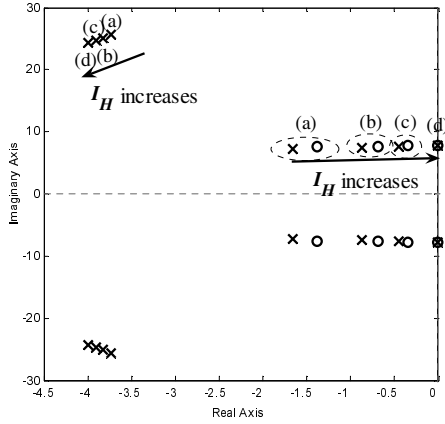 30
(c) (a)
20
(d) (b)
I_H increases
10
(a) (b) (c) (d)
0
I_H increases
-10
-20
-30
-4.5 -4 -3.5 -3 -2.5 -2 -1.5 -1 -0.5 0
Real Axis
Imaginary Axis